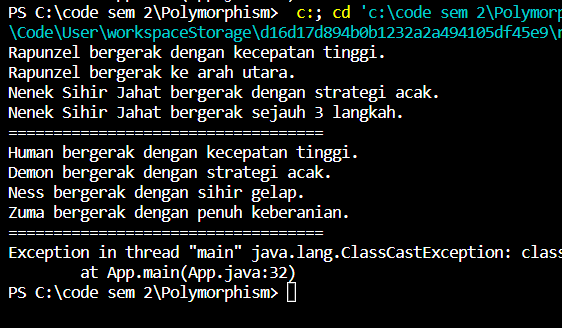 PS C:\code sem 2\Polymorphism>  c:; cd 'c:\code sem 2\Polymorp
\Code\User\workspaceStorage\d16d17d894b0b1232a2a494105df45e9\r
Rapunzel bergerak dengan kecepatan tinggi.
Rapunzel bergerak ke arah utara.
Nenek Sihir Jahat bergerak dengan strategi acak.
Nenek Sihir Jahat bergerak sejauh 3 langkah.
===================================
Human bergerak dengan kecepatan tinggi.
Demon bergerak dengan strategi acak.
Ness bergerak dengan sihir gelap.
Zuma bergerak dengan penuh keberanian.
===================================
Exception in thread "main" java.lang.ClassCastException: class
        at App.main(App.java:32)
PS C:\code sem 2\Polymorphism>